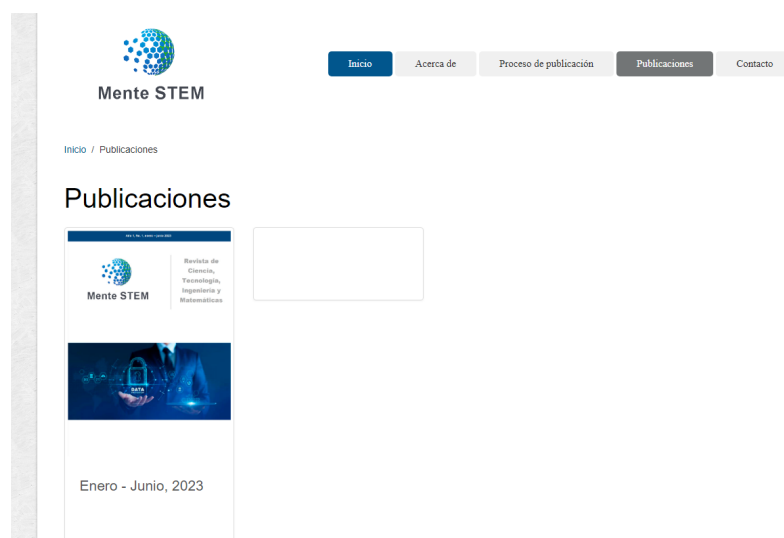 Mente STEM
Inicio
Acerca de
Proceso de publicación
Publicaciones
Contacto
Inicio / Publicaciones
Publicaciones
Mente STEM
Revista de
Ciencia,
Tecnología,
Ingeniería y
Matemáticas
DATA
Enero - Junio, 2023